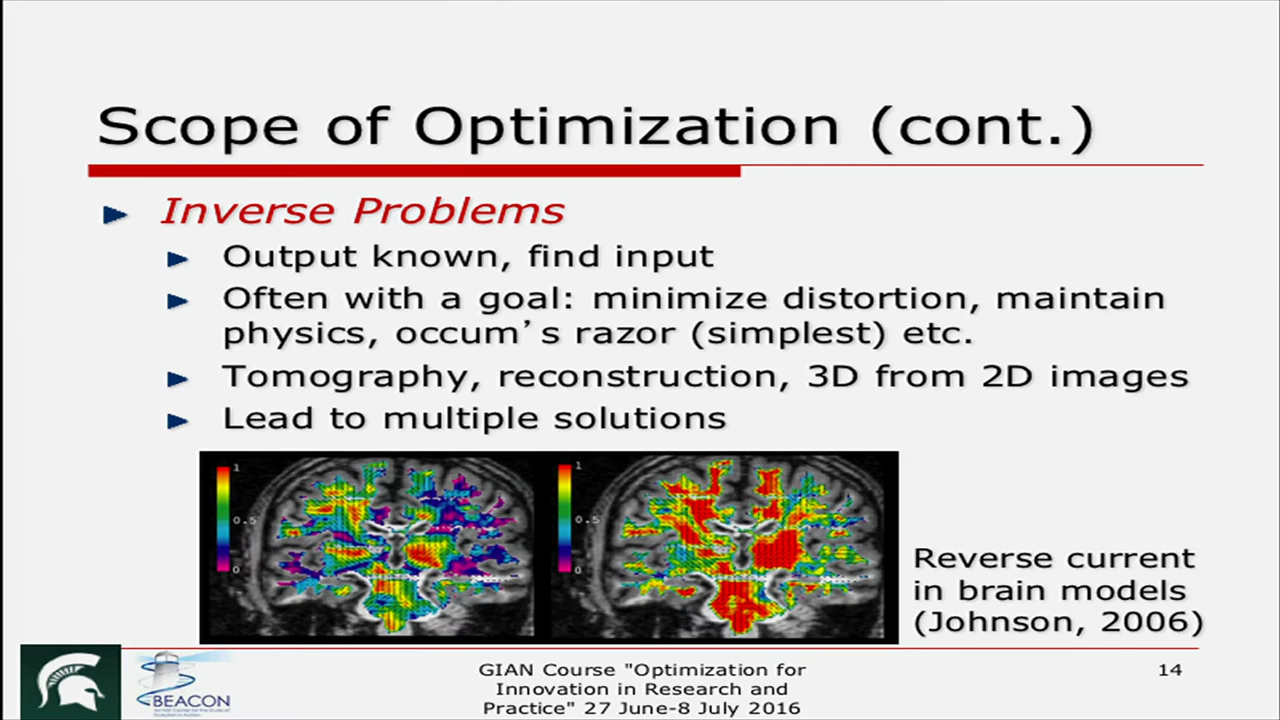 Scope of Optimization (cont.)
Inverse Problems
Output known, find input
Often with a goal: minimize distortion, maintain
physics, occum's razor (simplest) etc.
Tomography, reconstruction, 3D from 2D images
Lead to multiple solutions
1
0.5
0
1
0.5
0
Reverse current
in brain models
(Johnson, 2006)
BEACON
GIAN Course "Optimization for
Innovation in Research and
Practice" 27 June-8 July 2016
14